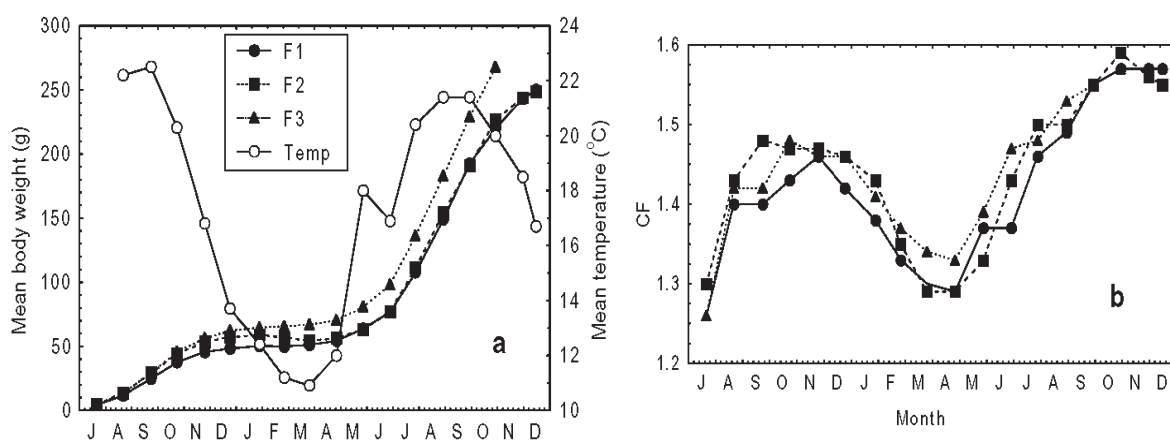 300
250
200
150
100
50
0
Mean body weight (g)
F1
F2
F3
Temp
24
22
20
18
16
14
12
10
Mean temperature (°C)
a
J A S O N D J F M A M J J A S O N D
1.6
1.5
1.4
1.3
1.2
CF
b
J A S O N D J F M A M J J A S O N D
Month